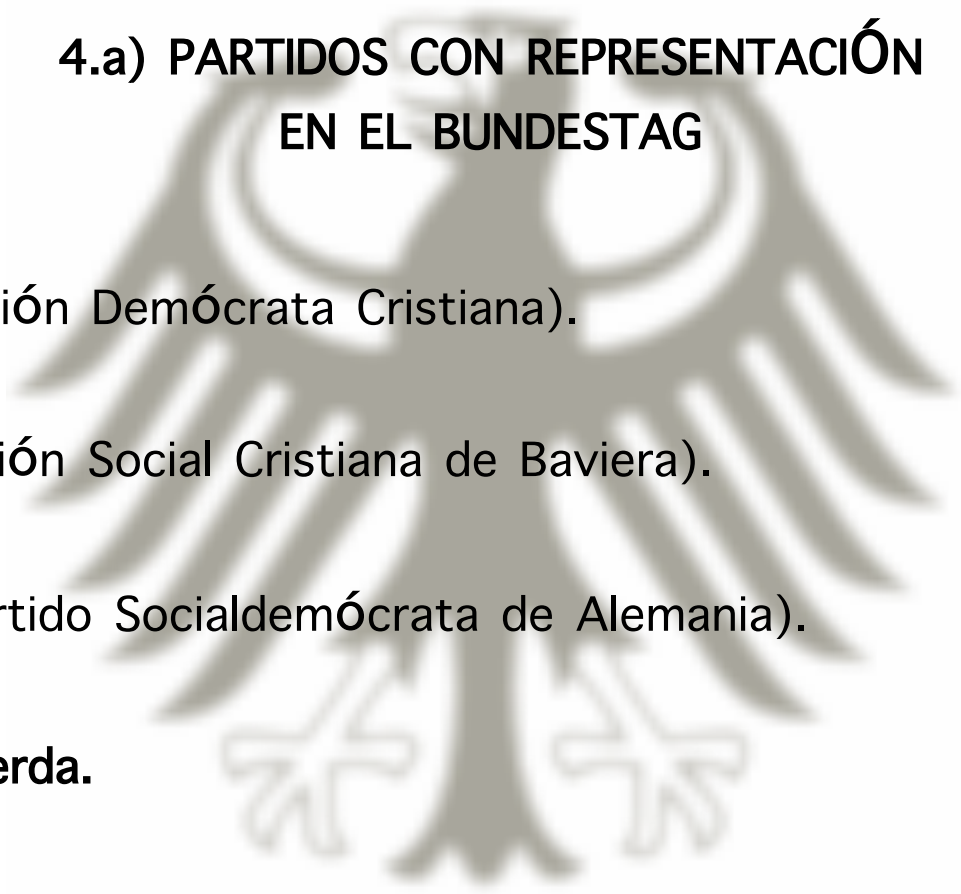 4.a) PARTIDOS CON REPRESENTACIÓN
EN EL BUNDESTAG
ión Demócrata Cristiana).
ión Social Cristiana de Baviera).
rtido Socialdemócrata de Alemania).
erda.